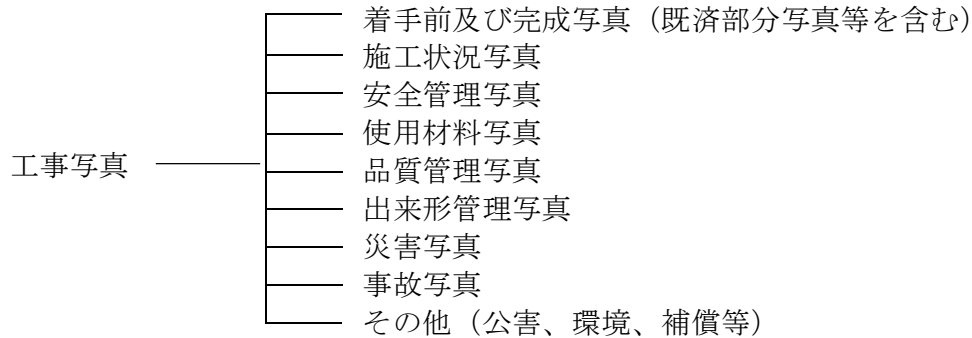 着手前及び完成写真（既済部分写真等を含む）
施工状況写真
安全管理写真
使用材料写真
工事写真
品質管理写真
出来形管理写真
災害写真
事故写真
その他（公害、環境、補償等）